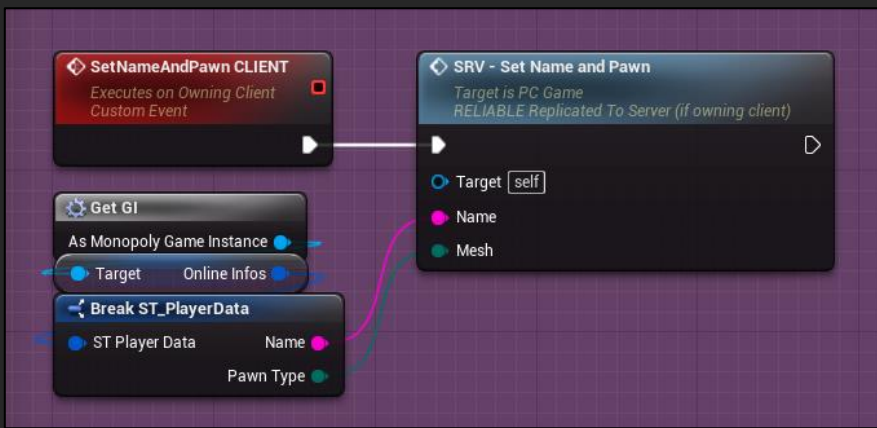 SetNameAndPawn CLIENT
Executes on Owning Client
Custom Event
SRV - Set Name and Pawn
Target is PC Game
RELIABLE Replicated To Server (if owning client)
Target self
Name
Mesh
Get GI
As Monopoly Game Instance
Target Online Infos
Break ST_PlayerData
ST Player Data Name
Pawn Type